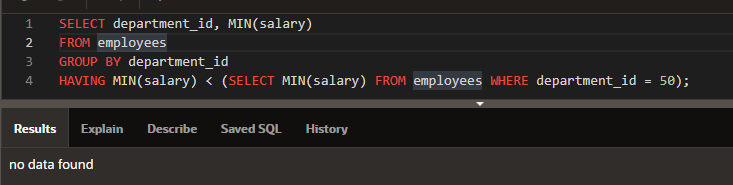 1 SELECT department_id, MIN(salary)
2 FROM employees
3 GROUP BY department_id
4 HAVING MIN(salary) < (SELECT MIN(salary) FROM employees WHERE department_id = 50);
Results Explain Describe Saved SQL History
no data found